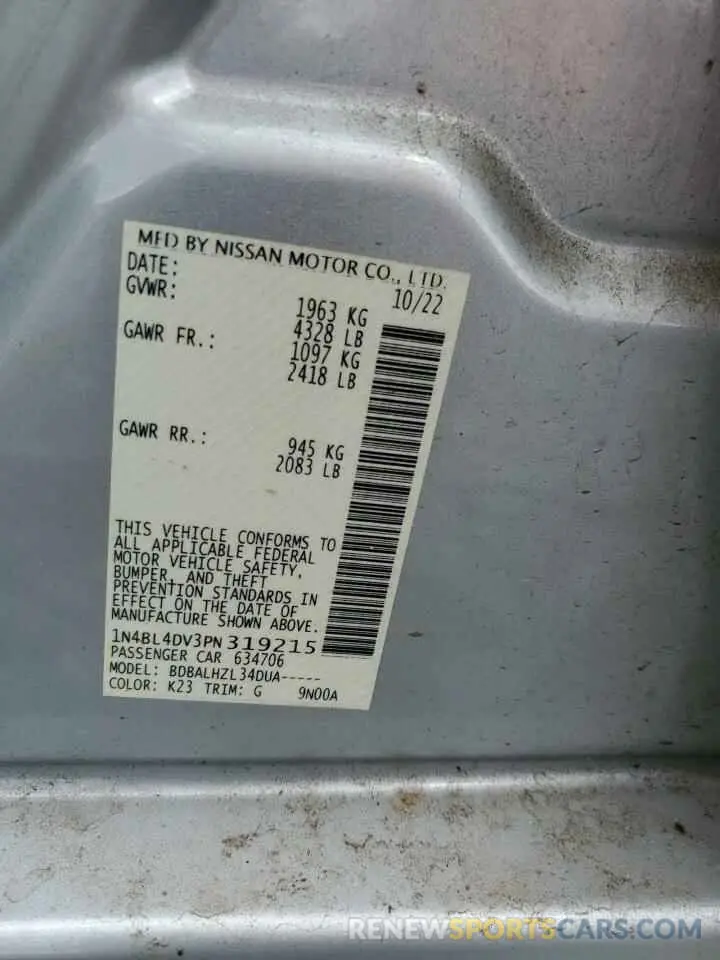 MFD BY NISSAN MOTOR CO., LTD.
DATE: 10/22
GVWR: 1963 KG
4328 LB
GAWR FR.: 1097 KG
2418 LB
GAWR RR.: 945 KG
2083 LB
THIS VEHICLE CONFORMS TO
ALL APPLICABLE FEDERAL
MOTOR VEHICLE SAFETY,
BUMPER, AND THEFT
PREVENTION STANDARDS IN
EFFECT ON THE DATE OF
MANUFACTURE SHOWN ABOVE.
1N4BL4DV3PN319215
PASSENGER CAR 634706
MODEL: BDBALHZL34DUA-----
COLOR: K23 TRIM: G 9N00A
RENEWSPORTSCARS.COM